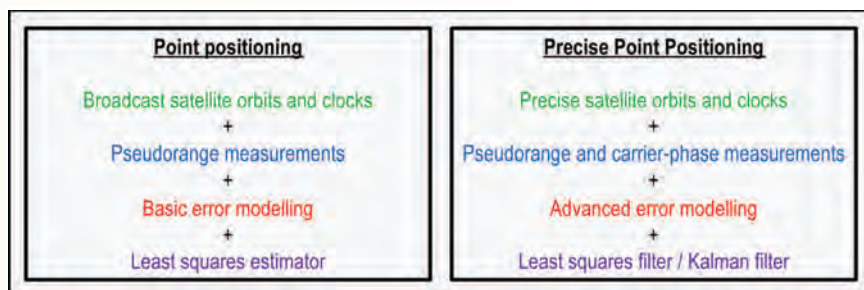 Point positioning
Broadcast satellite orbits and clocks
+
Pseudorange measurements
+
Basic error modelling
+
Least squares estimator
Precise Point Positioning
Precise satellite orbits and clocks
+
Pseudorange and carrier-phase measurements
+
Advanced error modelling
+
Least squares filter / Kalman filter